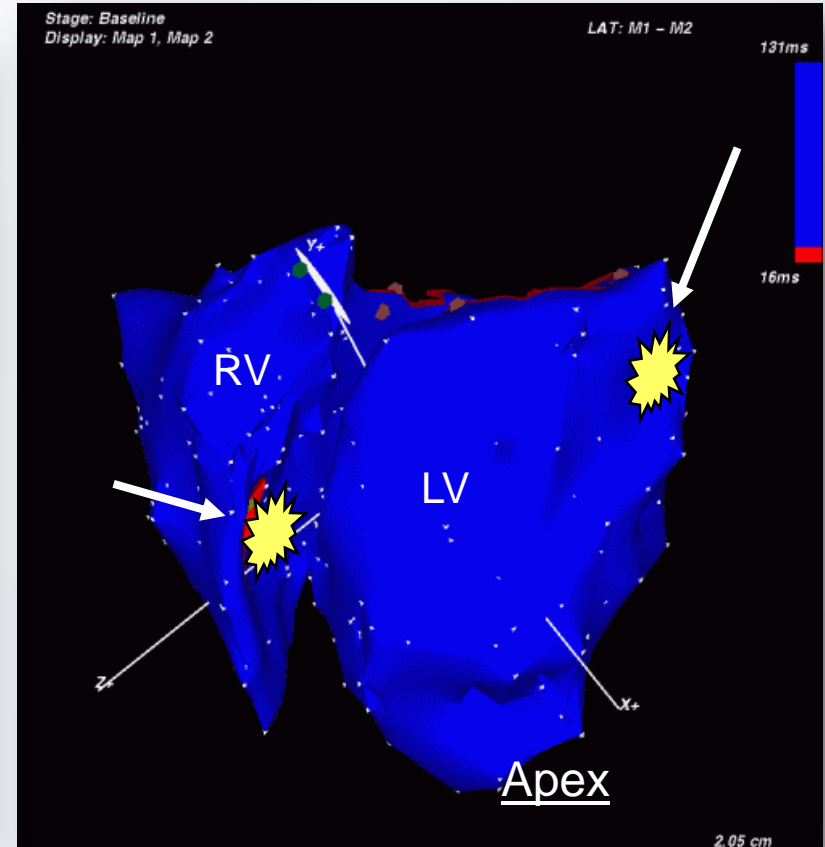 Stage: Baseline
Display: Map 1, Map 2
LAT: M1 – M2
131ms
16ms
Y+
RV
LV
Z+
X+
Apex
2.05 cm